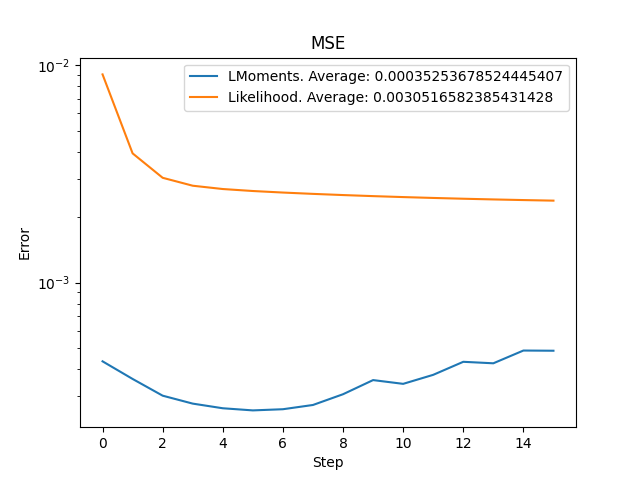 MSE
LMoments. Average: 0.00035253678524445407
Likelihood. Average: 0.0030516582385431428
10⁻²
10⁻³
Error
0 2 4 6 8 10 12 14
Step